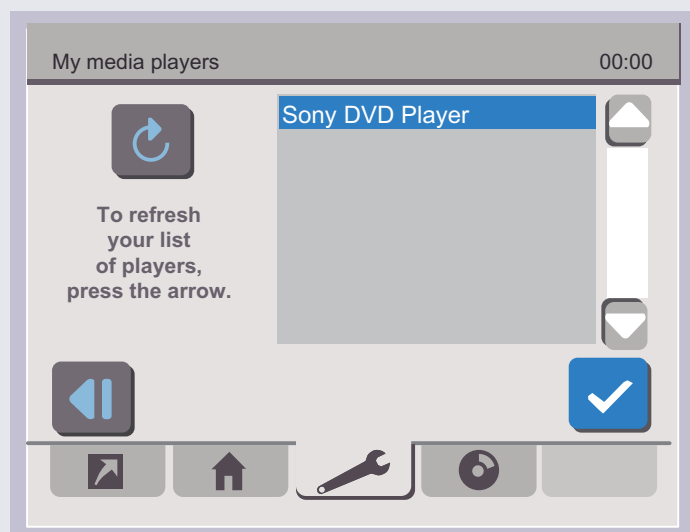 My media players 00:00
Sony DVD Player
To refresh
your list
of players,
press the arrow.